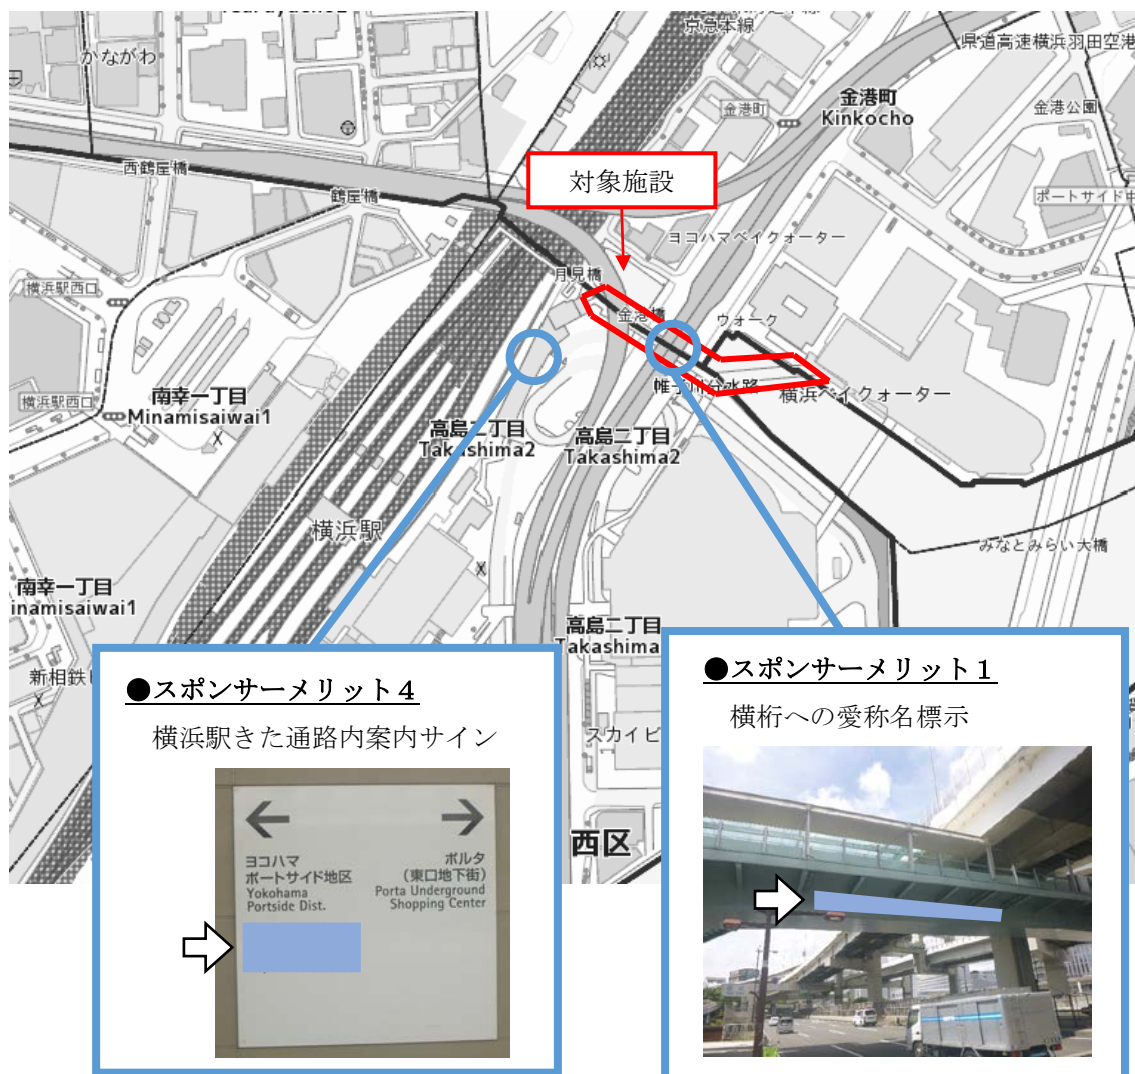 京急本線
県道高速横浜羽田空港
かながわ
金港町
Kinkocho
金港町
金港公園
西鶴屋橋
対象施設
鶴屋橋
ポートサイド中
ヨコハマベイクォーター
月見橋
横浜駅西口
金港橋
ウォーク
帷子川分水路
横浜ベイクォーター
南幸一丁目
Minamisaiwai1
横浜駅西口
高島二丁目
Takashima2
高島二丁目
Takashima2
横浜駅
みなとみらい大橋
南幸一丁目
inamisaiwai1
高島二丁目
Takashima
新相鉄ビ
スカイビ
西区
●スポンサーメリット4
横浜駅きた通路内案内サイン
ヨコハマ
ポートサイド地区
Yokohama
Portside Dist.
ポルタ
(東口地下街)
Porta Underground
Shopping Center
●スポンサーメリット1
横桁への愛称名標示